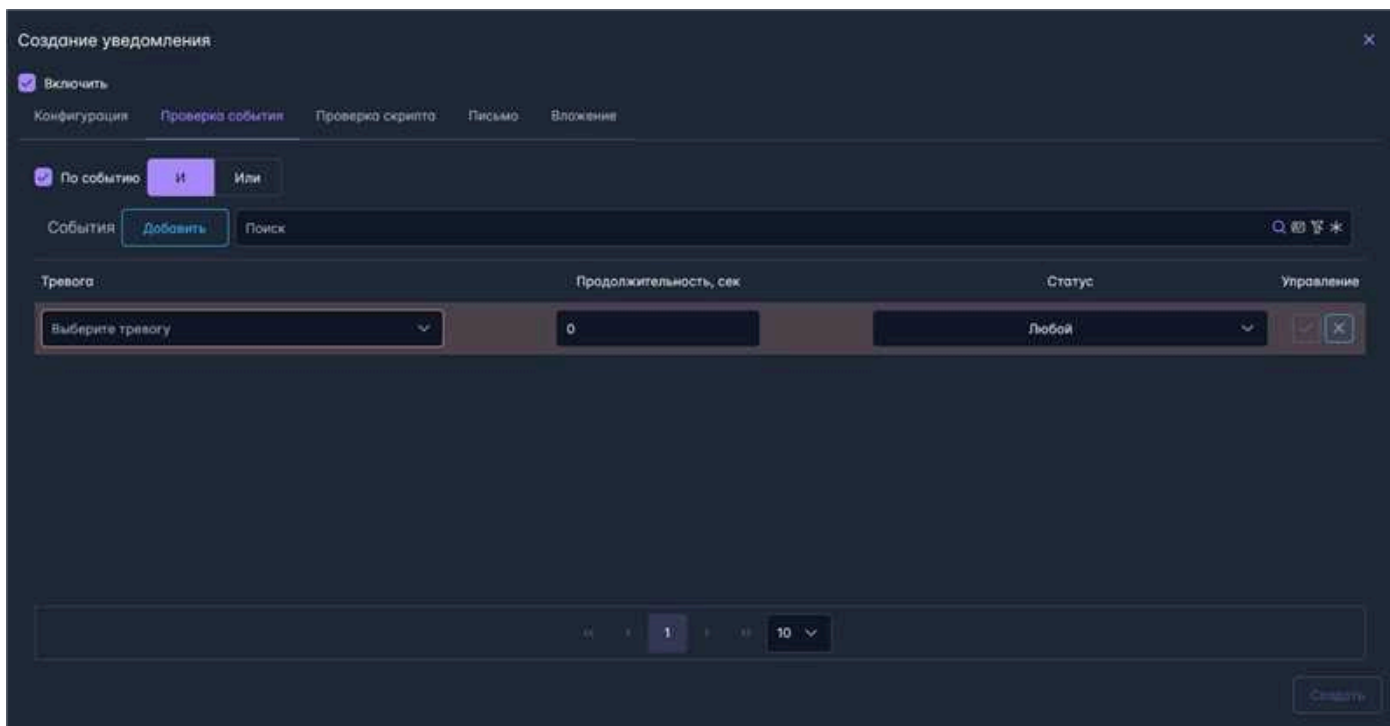 Создание уведомления
Включить
Конфигурация Проверка события Проверка скрипта Письмо Вложение
По событию И Или
События Добавить Поиск
Тревога Продолжительность, сек Статус Управление
Выберите тревогу 0 Любой
1 10
Создать